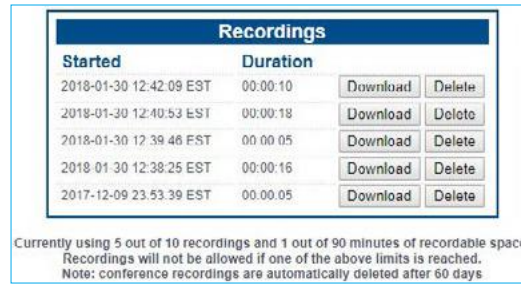 Recordings
Started Duration
2018-01-30 12:42:09 EST 00:00:10 Download Delete
2018-01-30 12:40:53 EST 00:00:18 Download Delete
2018-01-30 12:39:46 EST 00:00:05 Download Delete
2018-01-30 12:38:25 EST 00:00:16 Download Delete
2017-12-09 23:53:39 EST 00:00:05 Download Delete
Currently using 5 out of 10 recordings and 1 out of 90 minutes of recordable space
Recordings will not be allowed if one of the above limits is reached.
Note: conference recordings are automatically deleted after 60 days